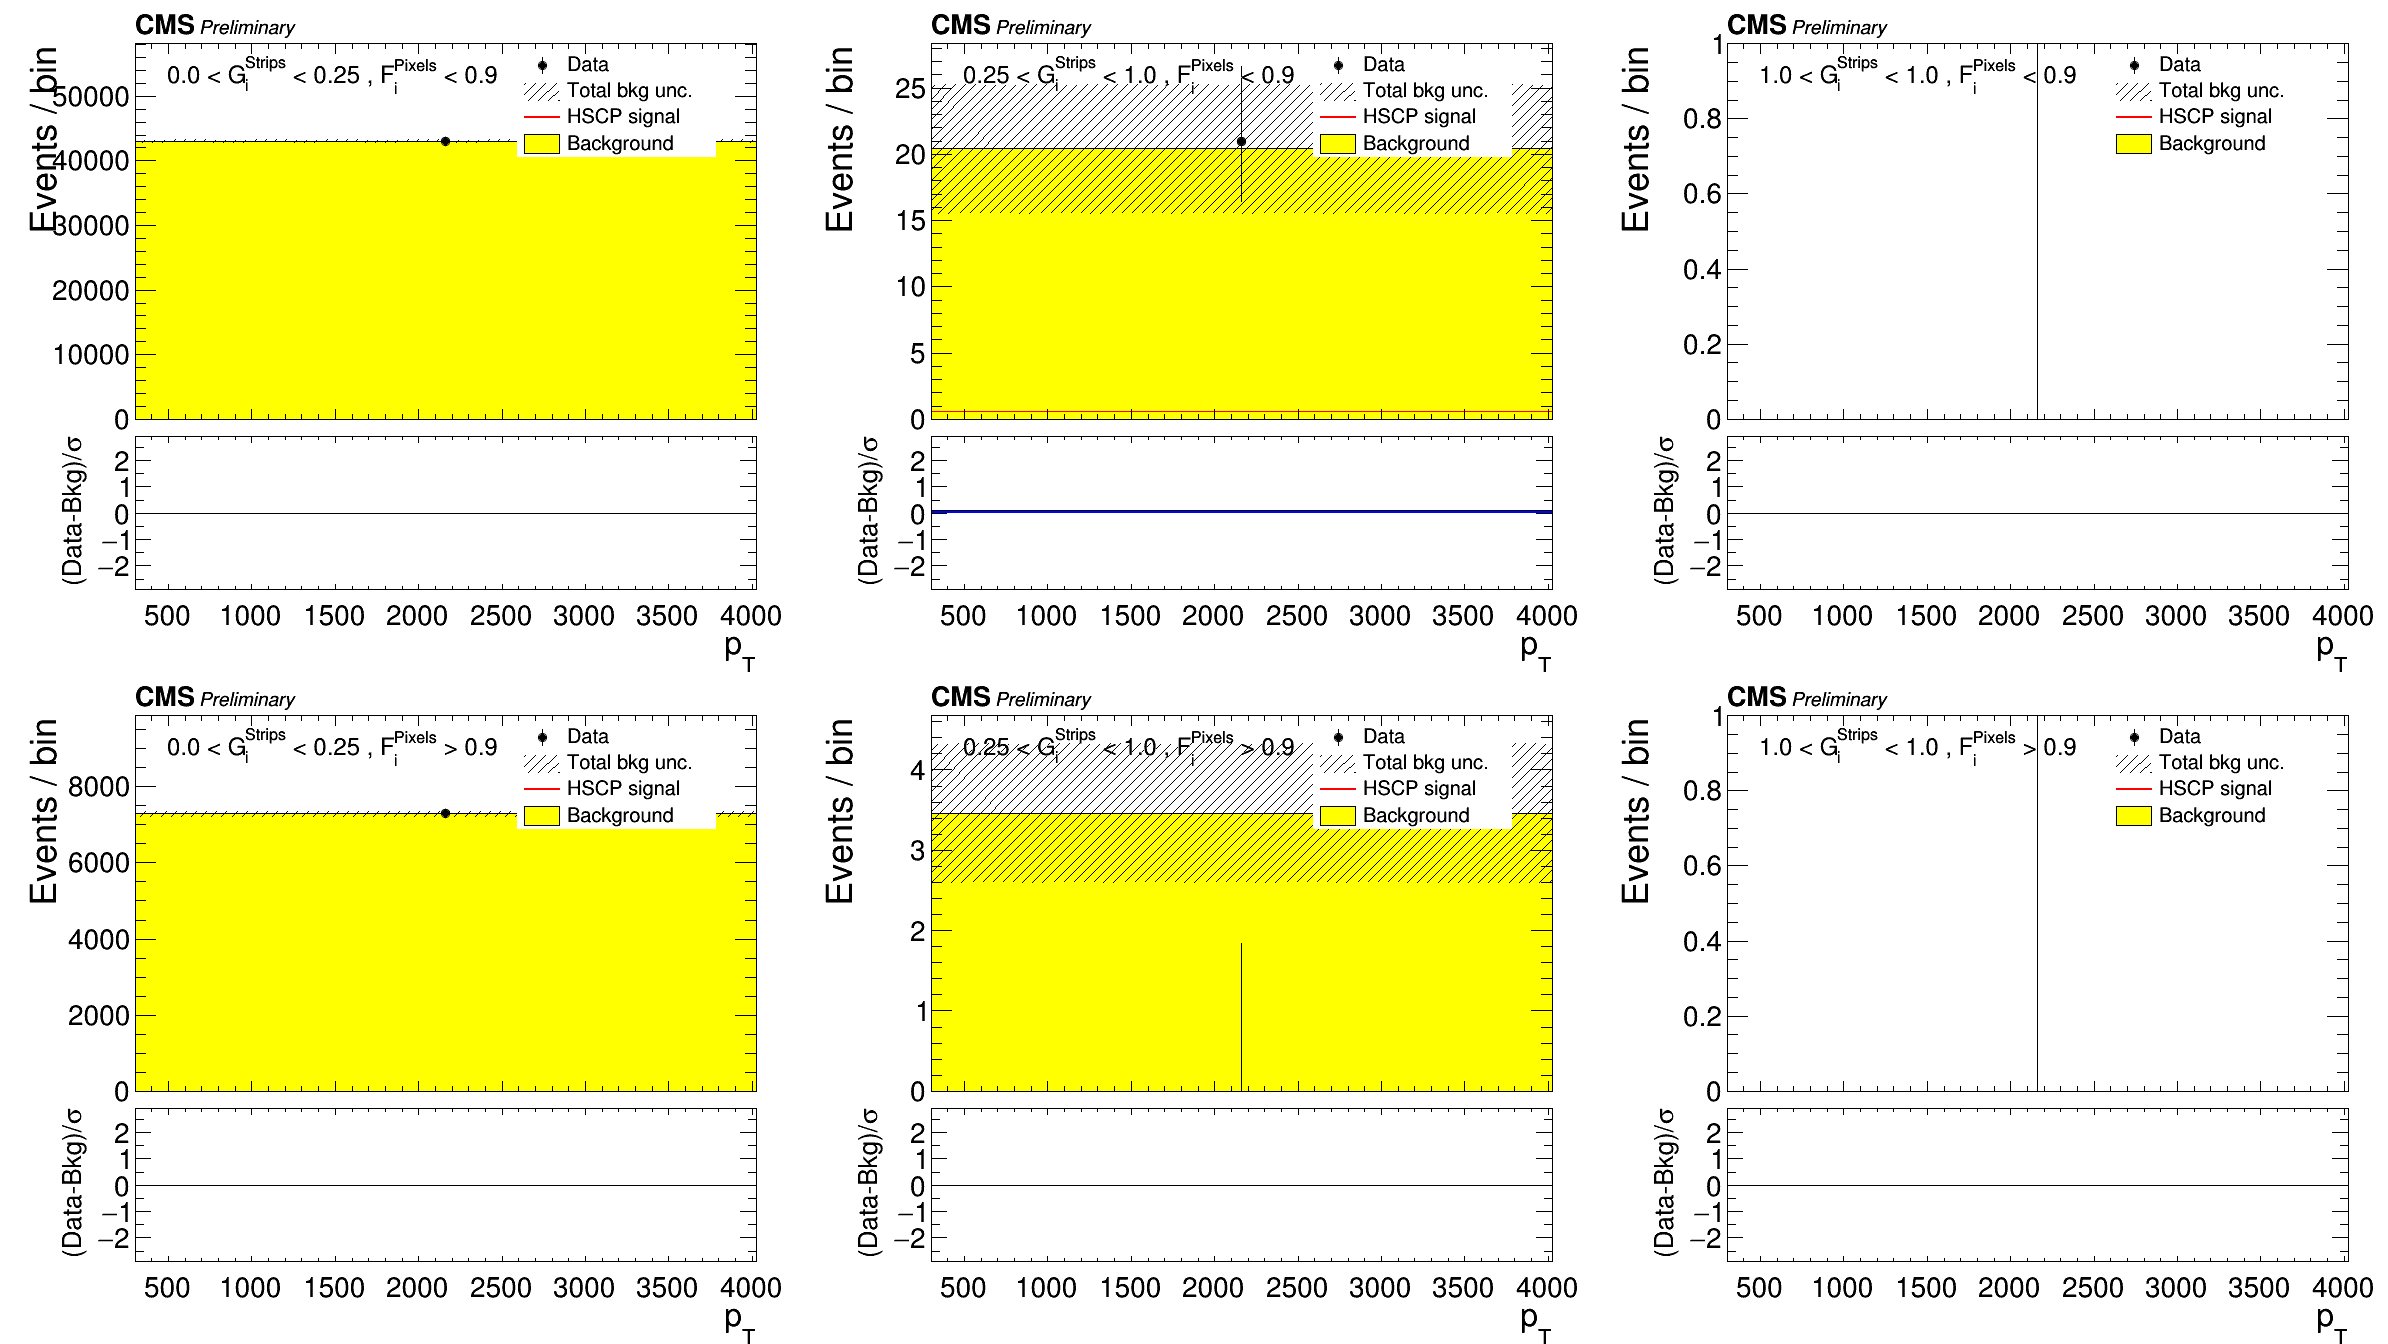 CMS Preliminary
Events / bin
0.0 < G_i^Strips < 0.25 , F_i^Pixels < 0.9
Data
Total bkg unc.
HSCP signal
Background
50000
40000
30000
20000
10000
0
(Data-Bkg)/σ
2
1
0
−1
−2
500 1000 1500 2000 2500 3000 3500 4000
p_T
CMS Preliminary
Events / bin
0.25 < G_i^Strips < 1.0 , F_i^Pixels < 0.9
Data
Total bkg unc.
HSCP signal
Background
25
20
15
10
5
0
(Data-Bkg)/σ
2
1
0
−1
−2
500 1000 1500 2000 2500 3000 3500 4000
p_T
CMS Preliminary
Events / bin
1.0 < G_i^Strips < 1.0 , F_i^Pixels < 0.9
Data
Total bkg unc.
HSCP signal
Background
1
0.8
0.6
0.4
0.2
0
(Data-Bkg)/σ
2
1
0
−1
−2
500 1000 1500 2000 2500 3000 3500 4000
p_T
CMS Preliminary
Events / bin
0.0 < G_i^Strips < 0.25 , F_i^Pixels > 0.9
Data
Total bkg unc.
HSCP signal
Background
8000
6000
4000
2000
0
(Data-Bkg)/σ
2
1
0
−1
−2
500 1000 1500 2000 2500 3000 3500 4000
p_T
CMS Preliminary
Events / bin
0.25 < G_i^Strips < 1.0 , F_i^Pixels > 0.9
Data
Total bkg unc.
HSCP signal
Background
4
3
2
1
0
(Data-Bkg)/σ
2
1
0
−1
−2
500 1000 1500 2000 2500 3000 3500 4000
p_T
CMS Preliminary
Events / bin
1.0 < G_i^Strips < 1.0 , F_i^Pixels > 0.9
Data
Total bkg unc.
HSCP signal
Background
1
0.8
0.6
0.4
0.2
0
(Data-Bkg)/σ
2
1
0
−1
−2
500 1000 1500 2000 2500 3000 3500 4000
p_T